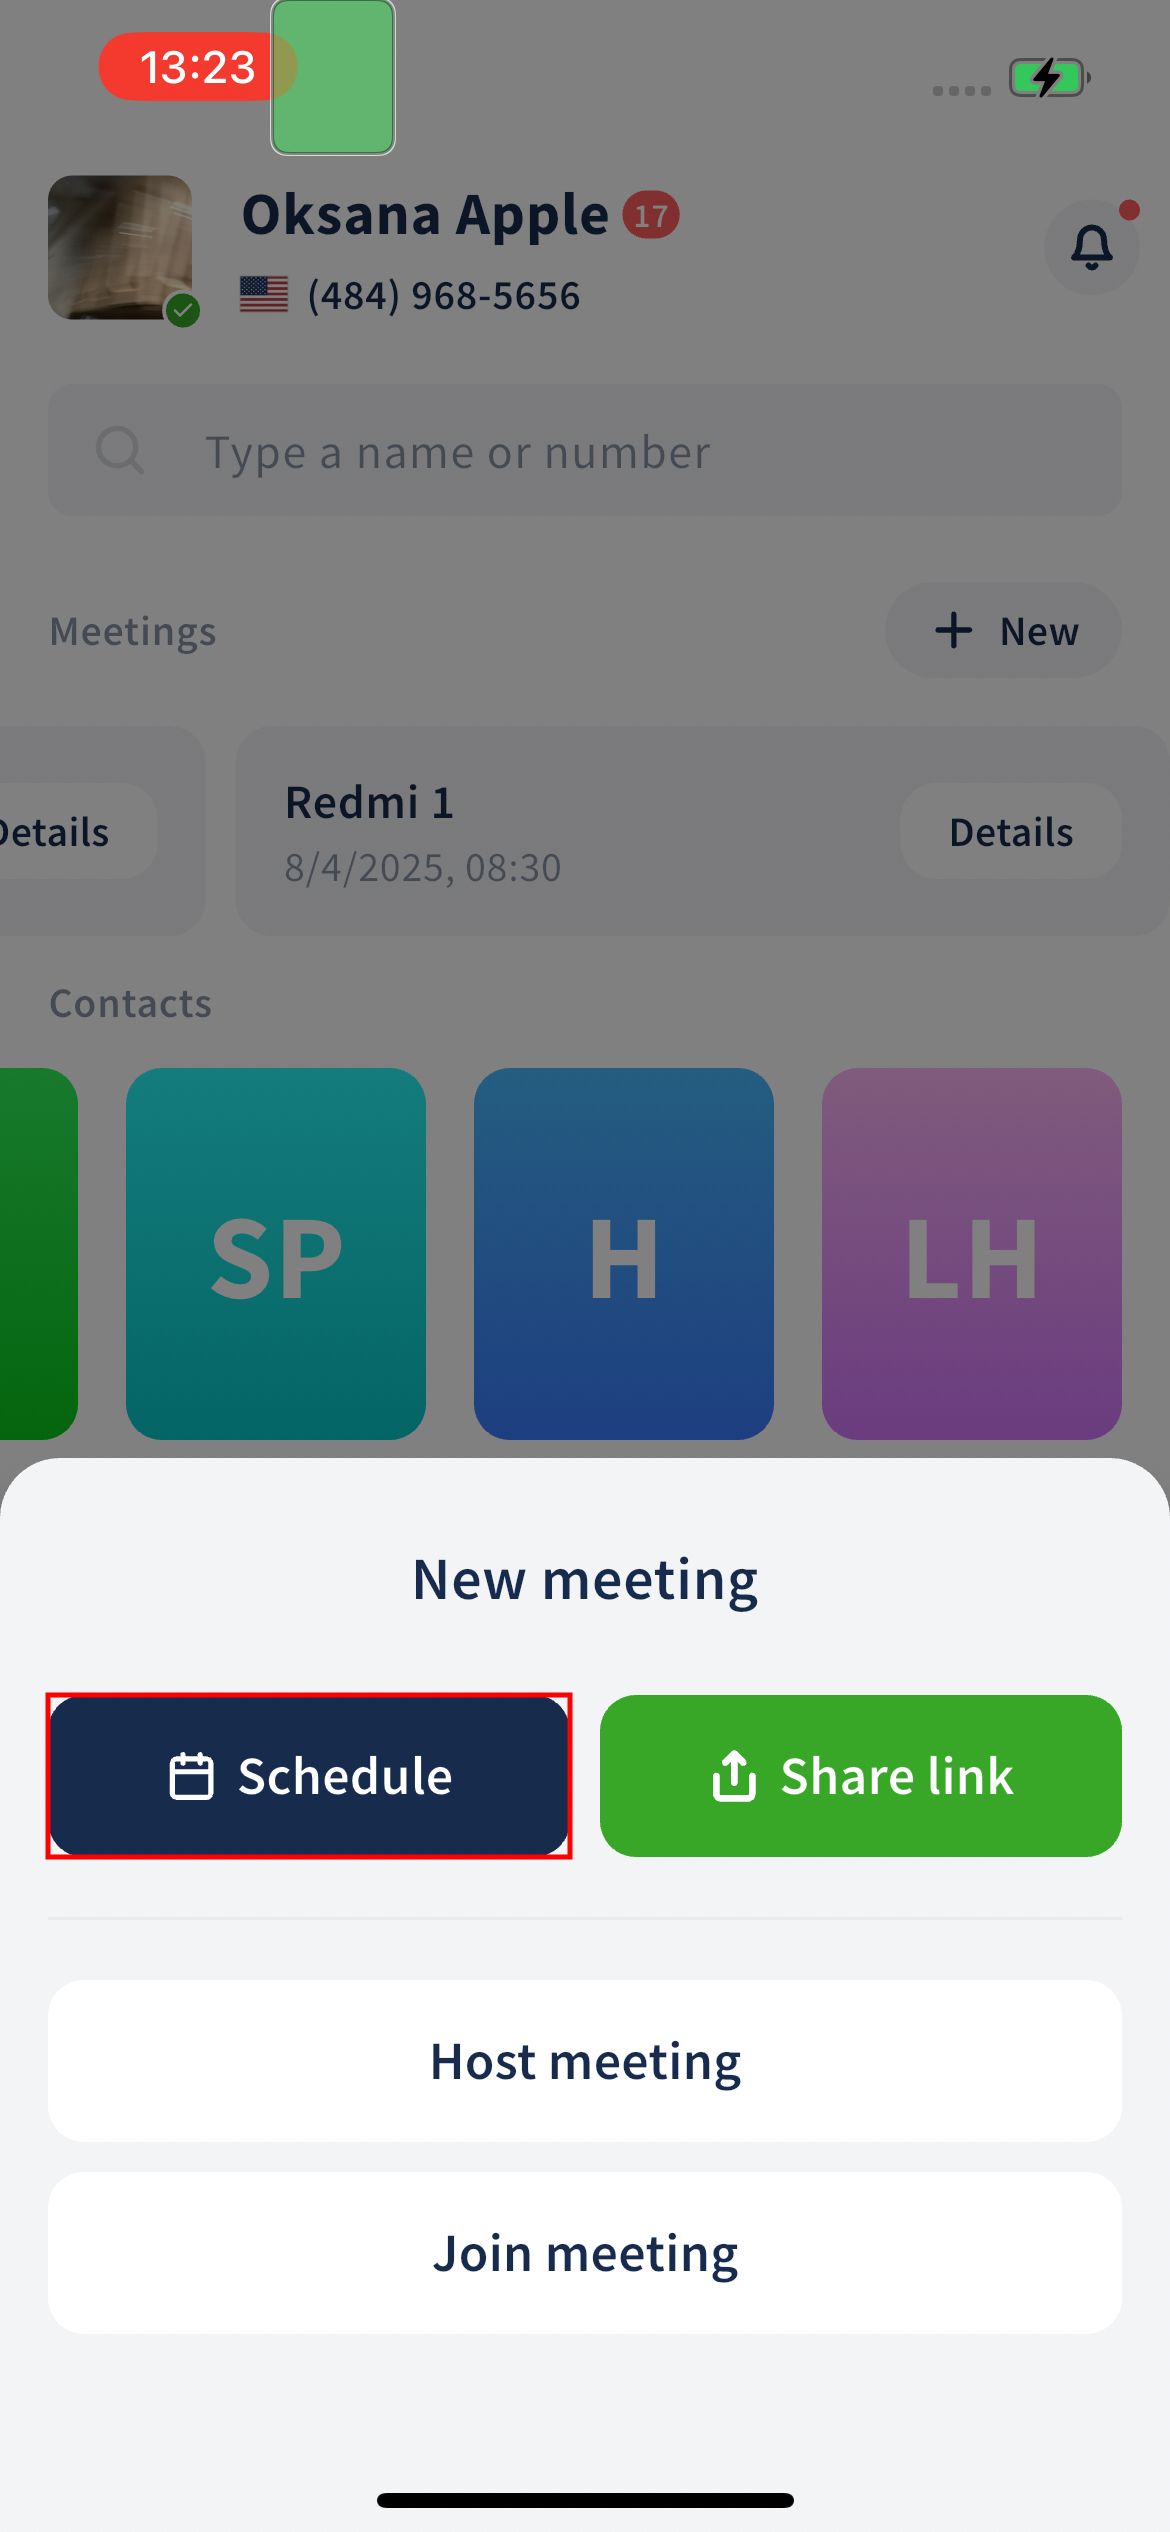 13:23
Oksana Apple 17
(484) 968-5656
Type a name or number
Meetings
New
Details
Redmi 1
8/4/2025, 08:30
Details
Contacts
SP
H
LH
New meeting
Schedule
Share link
Host meeting
Join meeting